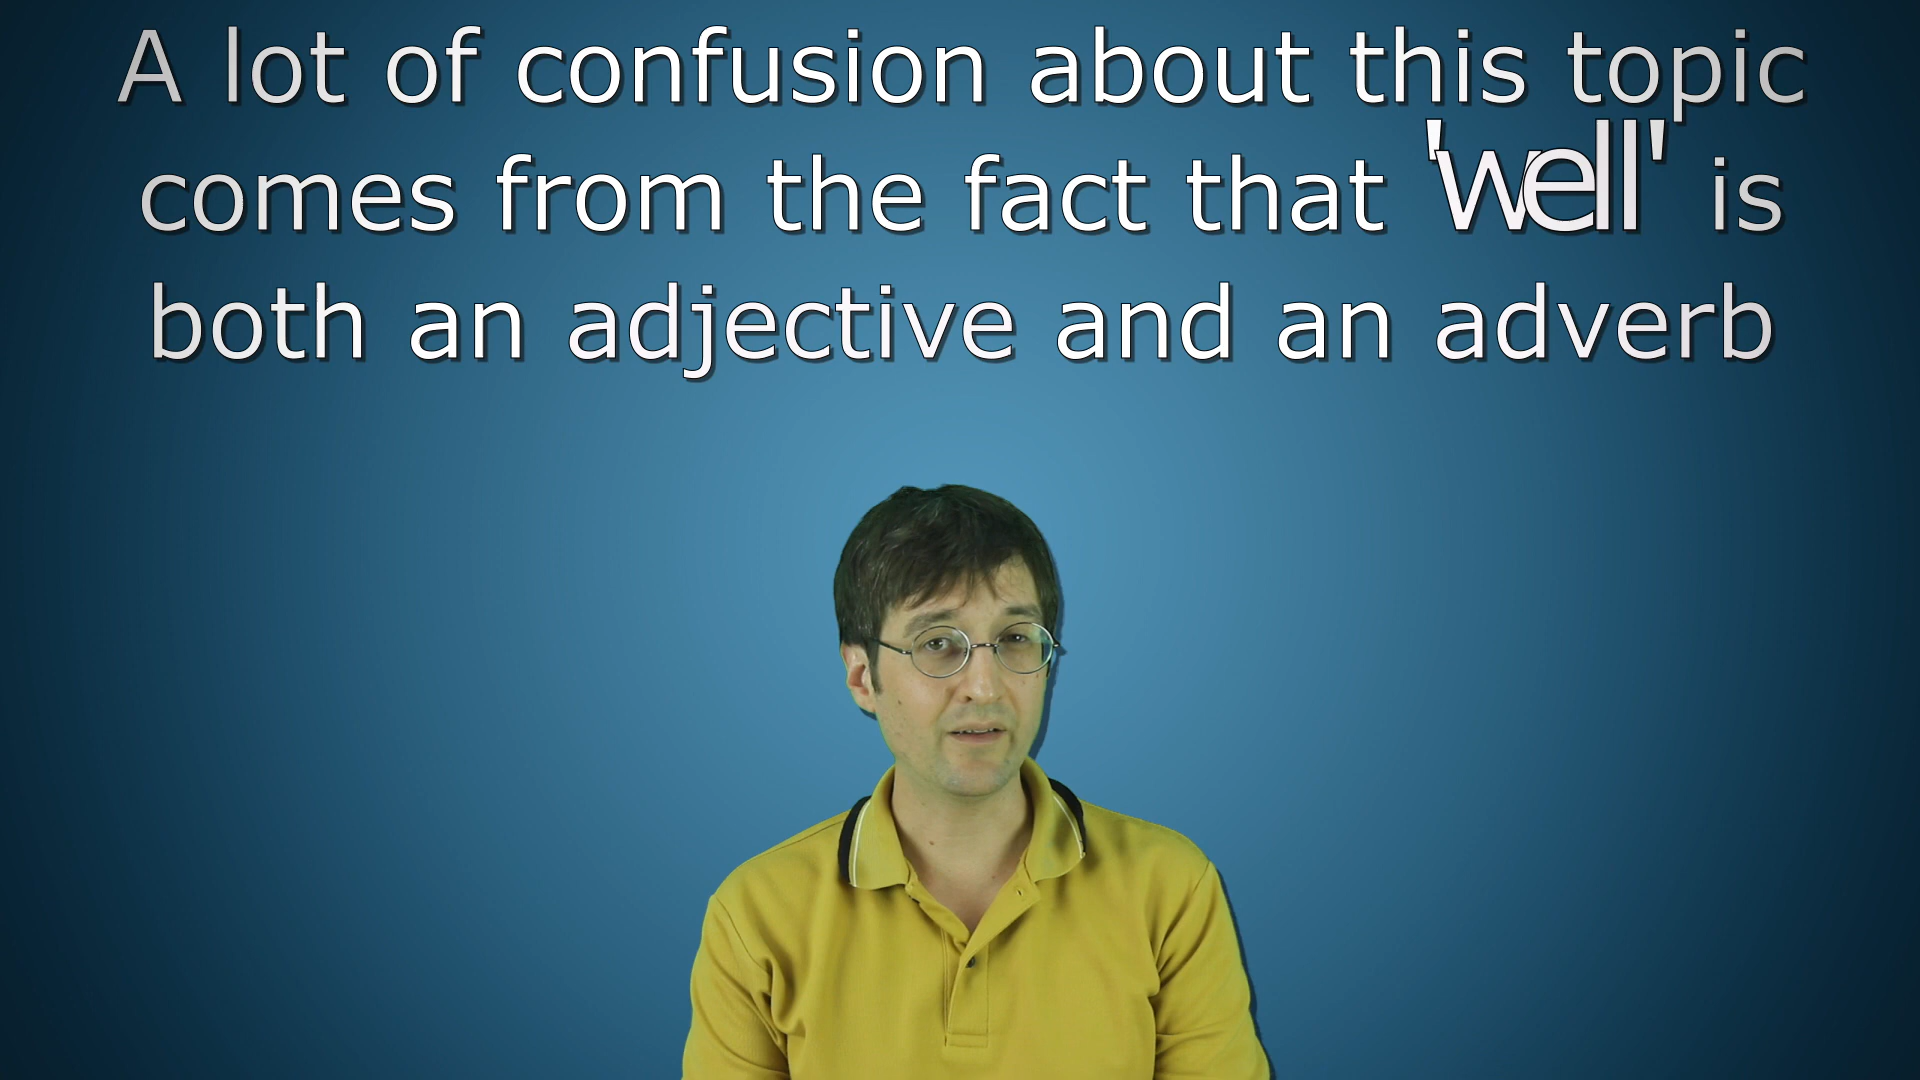 A lot of confusion about this topic
comes from the fact that 'well' is
both an adjective and an adverb